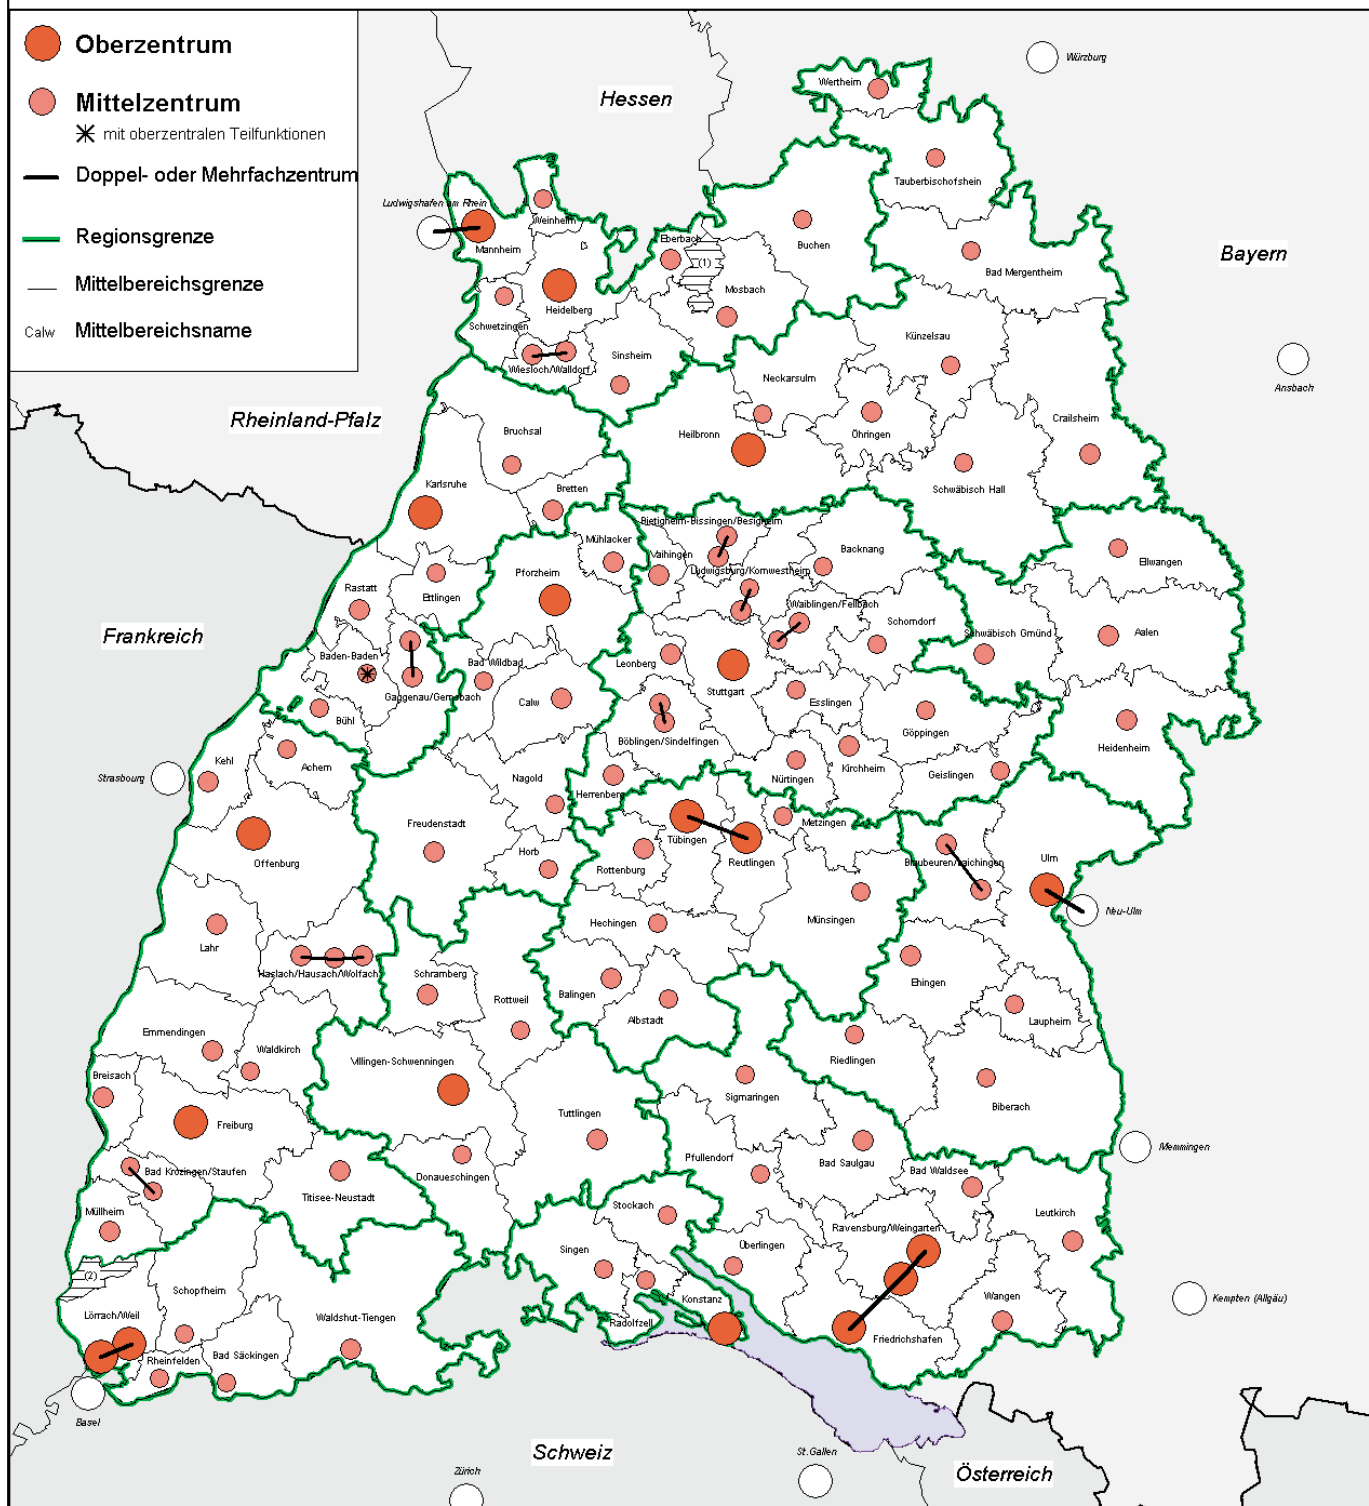 Oberzentrum
Mittelzentrum
mit oberzentralen Teilfunktionen
Doppel- oder Mehrfachzentrum
Regionsgrenze
Mittelbereichsgrenze
Calw Mittelbereichsname
Hessen
Würzburg
Wertheim
Tauberbischofshein
Bad Mergentheim
Bayern
Ludwigshafen am Rhein
Weinheim
Mannheim
Eberbach
(1)
Buchen
Mosbach
Heidelberg
Schwetzingen
Wiesloch/Walldorf
Sinsheim
Künzelsau
Neckarsulm
Ansbach
Rheinland-Pfalz
Bruchsal
Heilbronn
Öhringen
Crailsheim
Karlsruhe
Bretten
Schwäbisch Hall
Bietigheim-Bissingen/Besigheim
Mühlacker
Vaihingen
Backnang
Ellwangen
Pforzheim
Ludwigsburg/Kornwestheim
Rastatt
Ettlingen
Waiblingen/Fellbach
Schorndorf
Schwäbisch Gmünd
Aalen
Frankreich
Baden-Baden
Bad Wildbad
Leonberg
Gaggenau/Gernsbach
Calw
Stuttgart
Esslingen
Bühl
Göppingen
Böblingen/Sindelfingen
Heidenheim
Kehl
Achern
Strasbourg
Nagold
Herrenberg
Nürtingen
Kirchheim
Geislingen
Freudenstadt
Metzingen
Tübingen
Horb
Rottenburg
Reutlingen
Blaubeuren/Laichingen
Ulm
Offenburg
Neu-Ulm
Lahr
Hechingen
Münsingen
Haslach/Hausach/Wolfach
Schramberg
Rottweil
Balingen
Albstadt
Ehingen
Laupheim
Emmendingen
Waldkirch
Villingen-Schwenningen
Riedlingen
Breisach
Sigmaringen
Biberach
Freiburg
Tuttlingen
Memmingen
Bad Krozingen/Staufen
Donaueschingen
Pfullendorf
Bad Saulgau
Bad Waldsee
Titisee-Neustadt
Müllheim
Stockach
Ravensburg/Weingarten
Leutkirch
Singen
Überlingen
(2)
Schopfheim
Konstanz
Wangen
Kempten (Allgäu)
Lörrach/Weil
Waldshut-Tiengen
Radolfzell
Friedrichshafen
Rheinfelden
Bad Säckingen
Basel
Schweiz
St. Gallen
Zürich
Österreich